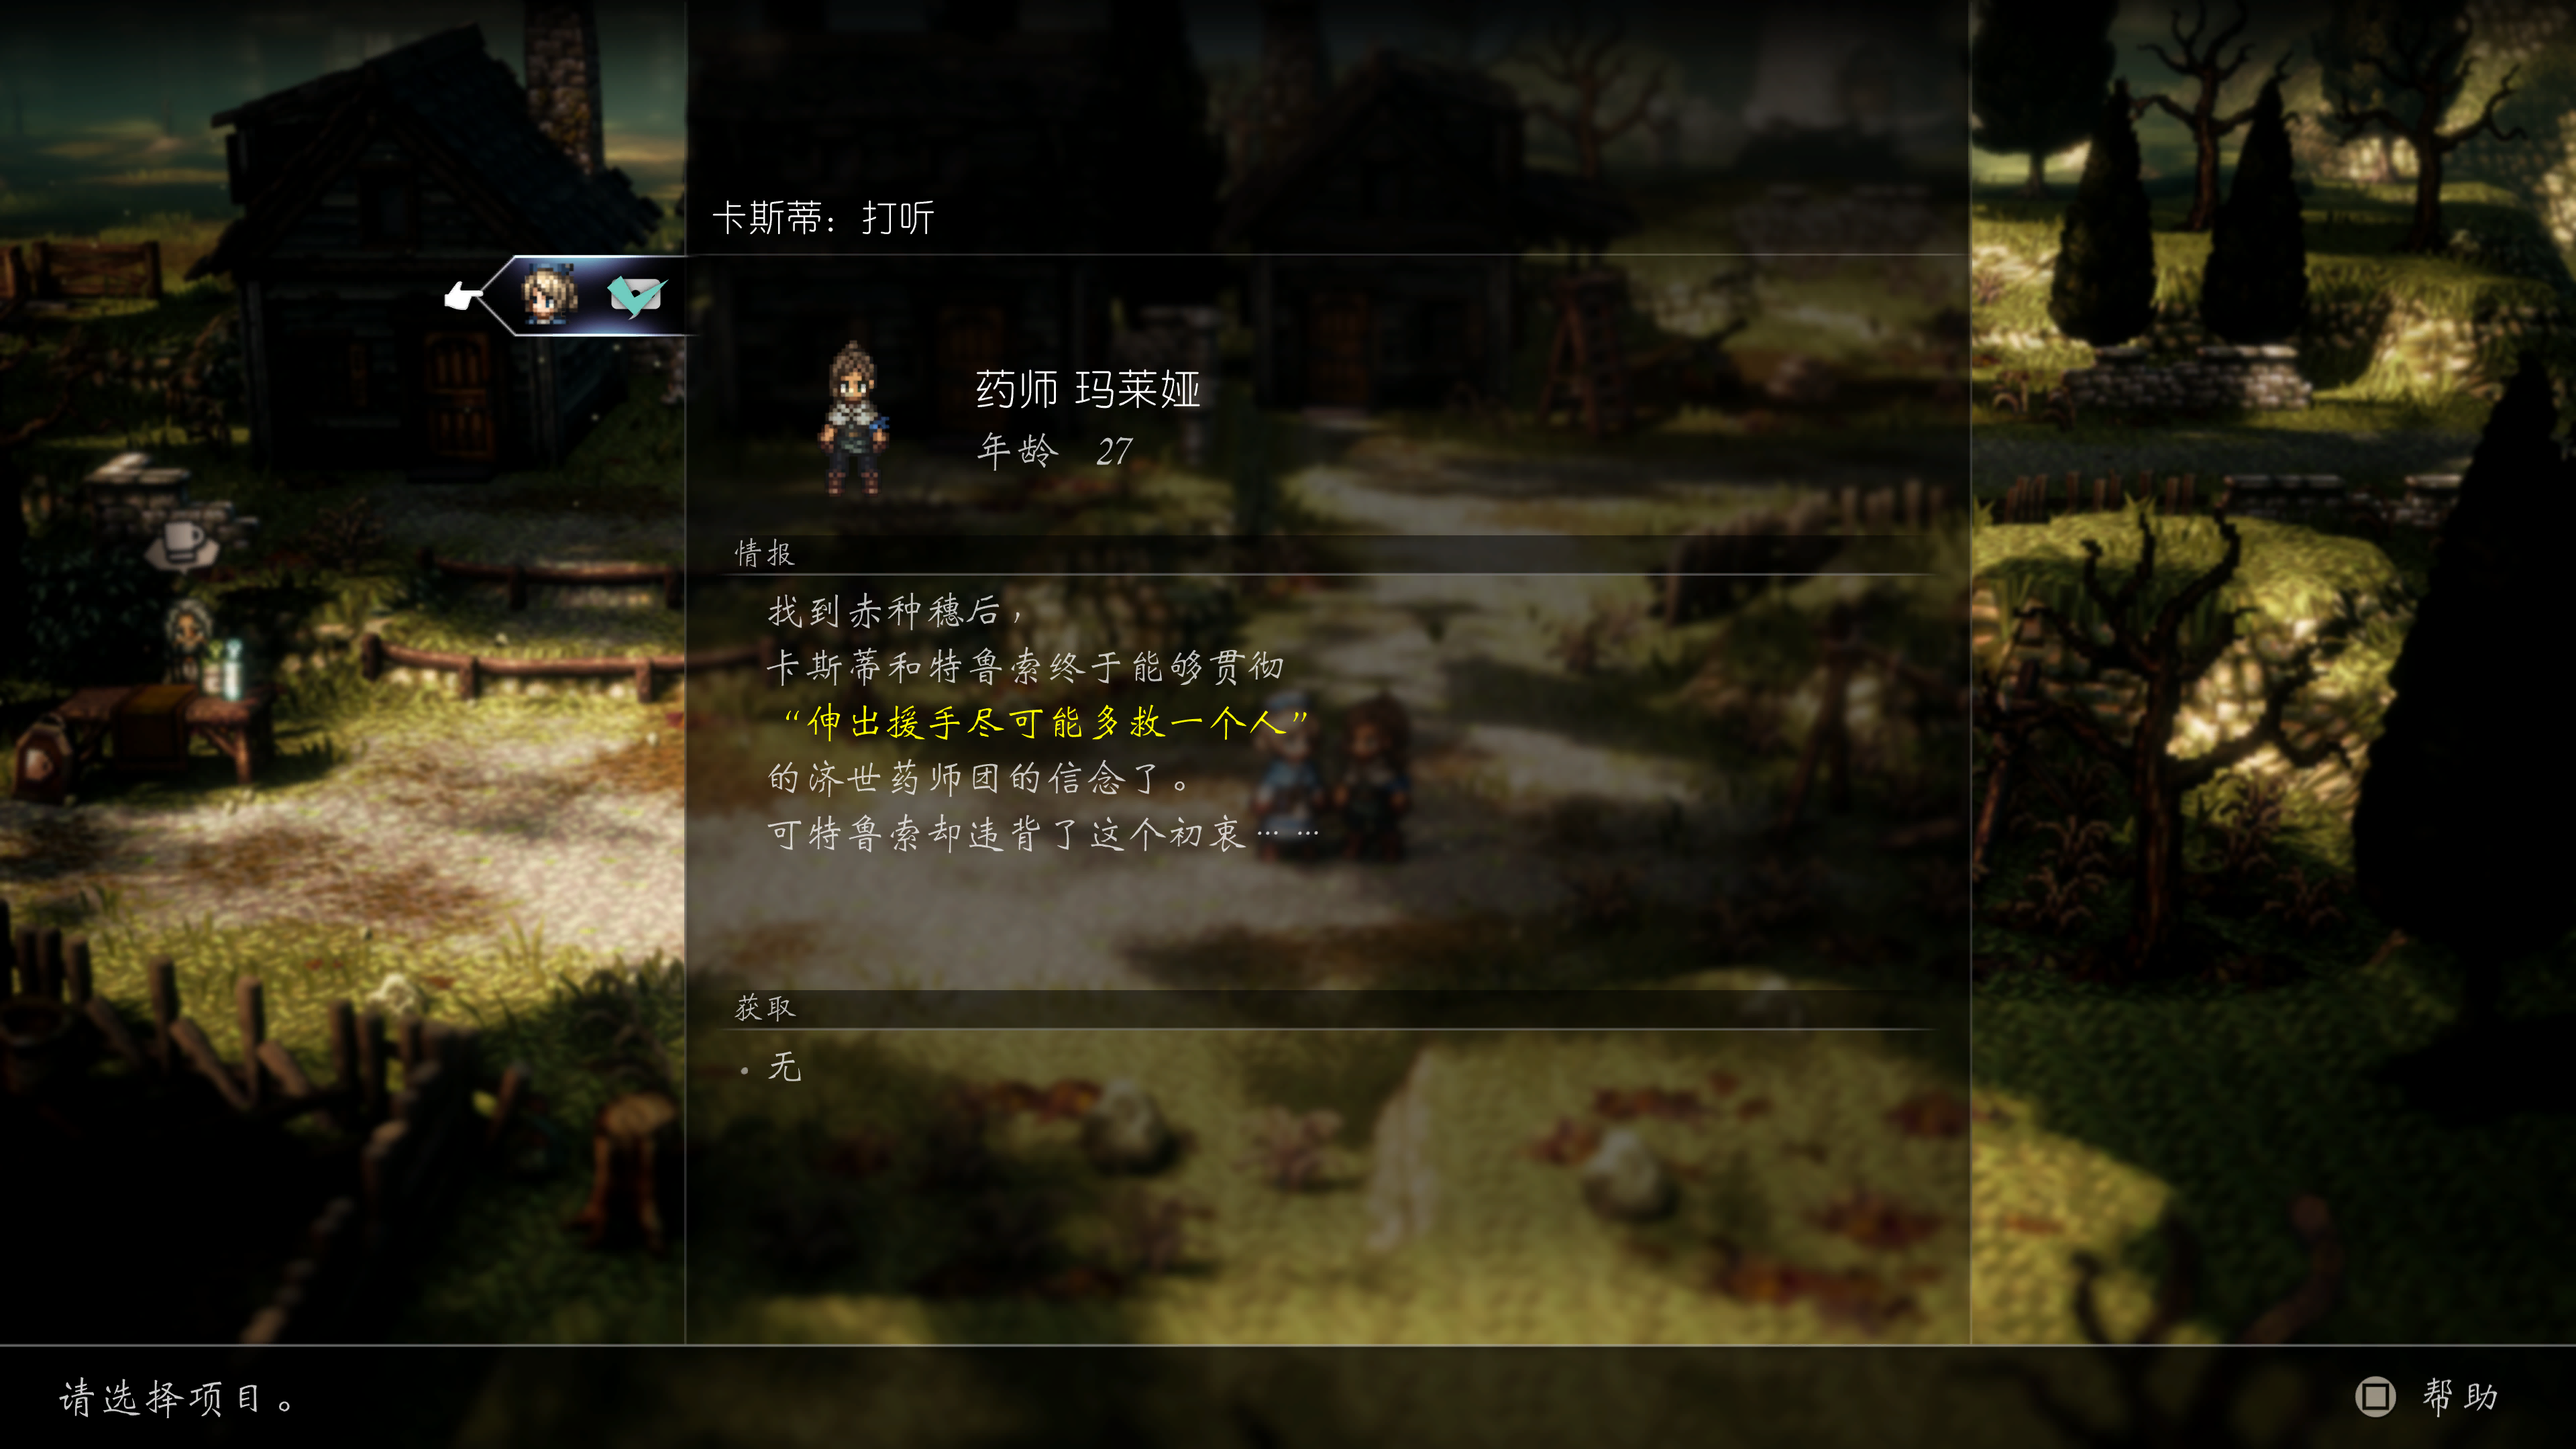 卡斯蒂：打听
药师 玛莱娅
年龄 27
情报
找到赤种穗后，
卡斯蒂和特鲁索终于能够贯彻
“伸出援手尽可能多救一个人”
的济世药师团的信念了。
可特鲁索却违背了这个初衷……
获取
·无
请选择项目。
帮助